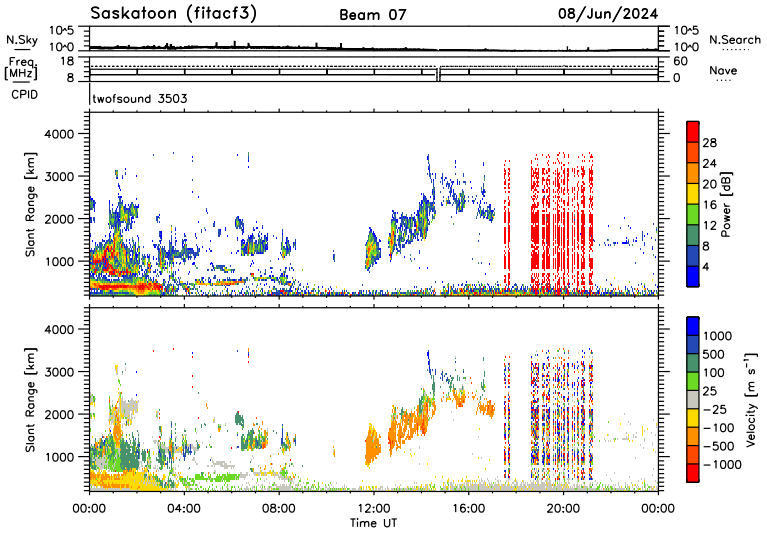 Saskatoon (fitacf3) Beam 07 08/Jun/2024
N.Sky 10^5 10^0 10^5 10^0 N.Search
Freq. [MHz] 18 8 60 0 Nave
CPID twofsound 3503
Slant Range [km] 4000 3000 2000 1000
28 24 20 16 12 8 4 Power [dB]
Slant Range [km] 4000 3000 2000 1000
1000 500 100 25 −25 −100 −500 −1000 Velocity [m s⁻¹]
00:00 04:00 08:00 12:00 16:00 20:00 00:00
Time UT